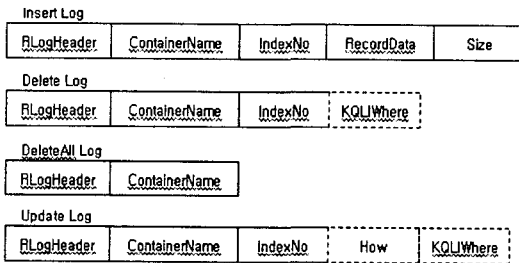 Insert Log
RLogHeader ContainerName IndexNo RecordData Size
Delete Log
RLogHeader ContainerName IndexNo KQLIWhere
DeleteAll Log
RLogHeader ContainerName
Update Log
RLogHeader ContainerName IndexNo How KQLIWhere